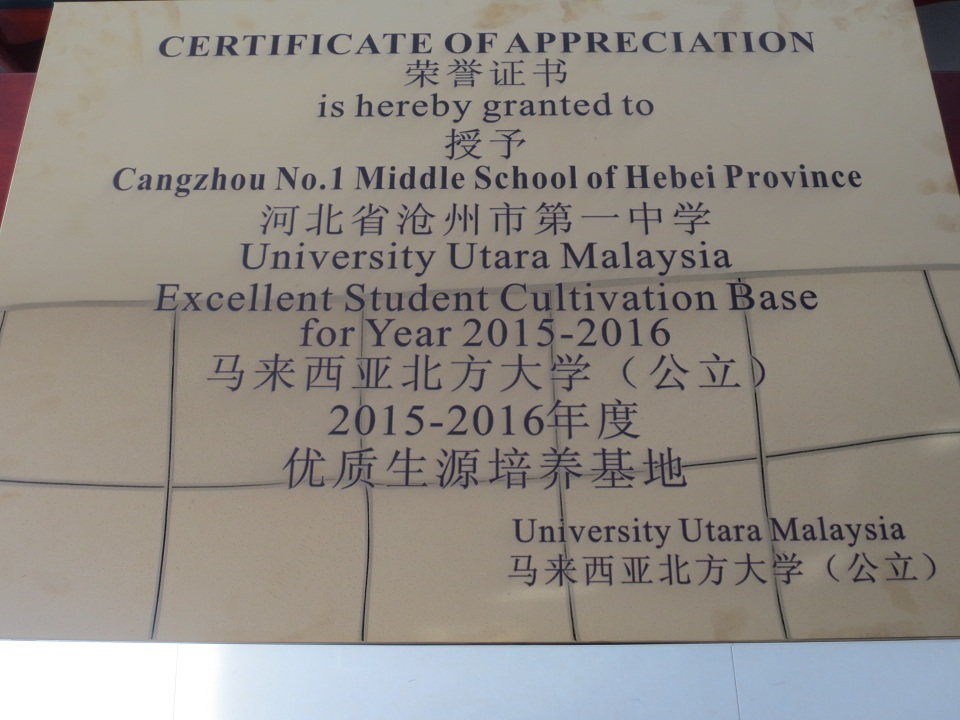 CERTIFICATE OF APPRECIATION
荣誉证书
is hereby granted to
授予
Cangzhou No.1 Middle School of Hebei Province
河北省沧州市第一中学
University Utara Malaysia
Excellent Student Cultivation Base
for Year 2015-2016
马来西亚北方大学（公立）
2015-2016年度
优质生源培养基地
University Utara Malaysia
马来西亚北方大学（公立）